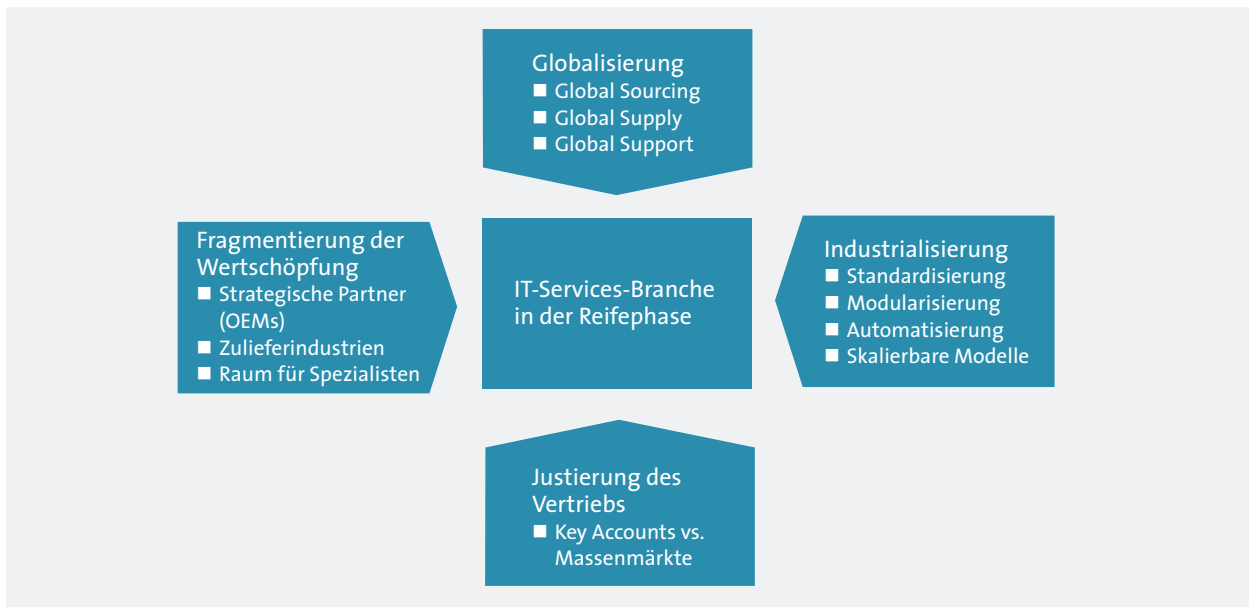 Globalisierung
Global Sourcing
Global Supply
Global Support
Fragmentierung der
Wertschöpfung
Strategische Partner
(OEMs)
Zulieferindustrien
Raum für Spezialisten
IT-Services-Branche
in der Reifephase
Industrialisierung
Standardisierung
Modularisierung
Automatisierung
Skalierbare Modelle
Justierung des
Vertriebs
Key Accounts vs.
Massenmärkte